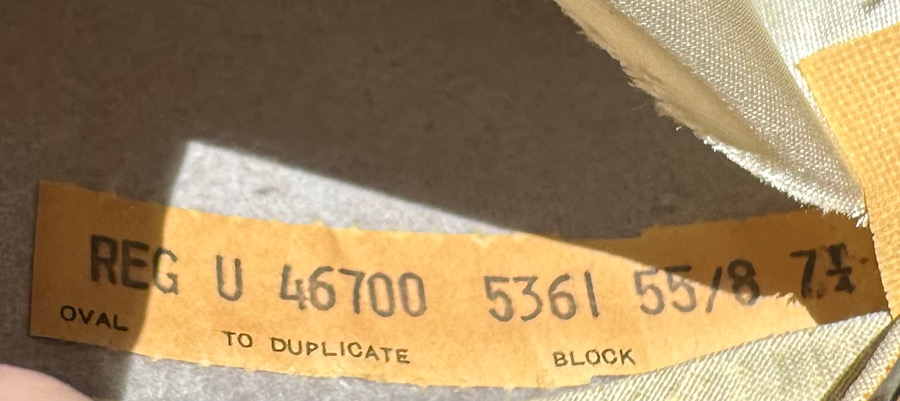 REG U 46700 5361 55/8 7¼
OVAL TO DUPLICATE BLOCK